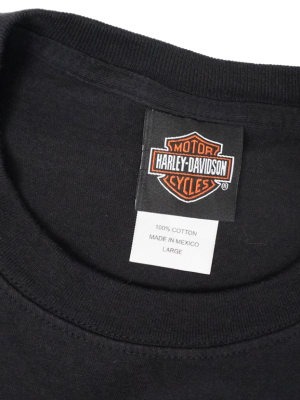 MOTOR
HARLEY-DAVIDSON
CYCLES
®
100% COTTON
MADE IN MEXICO
LARGE